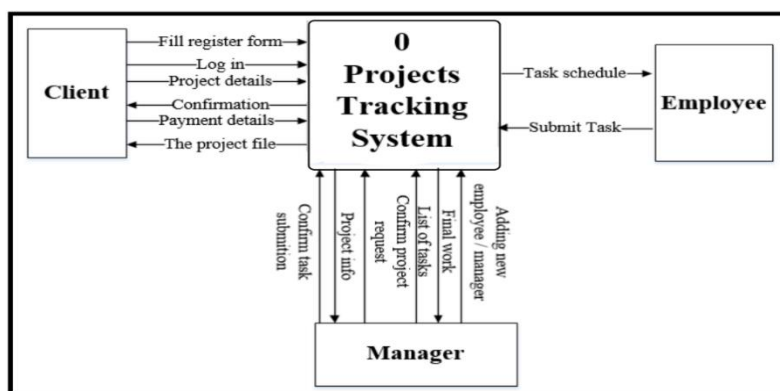 Client
Fill register form
Log in
Project details
Confirmation
Payment details
The project file
0
Projects
Tracking
System
Task schedule
Submit Task
Employee
Confirm task
submition
Project info
Confirm project
request
List of tasks
Final work
Adding new
employee / manager
Manager